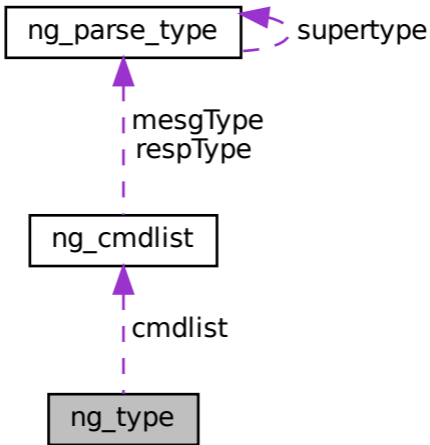 ng_parse_type
supertype
mesgType
respType
ng_cmdlist
cmdlist
ng_type